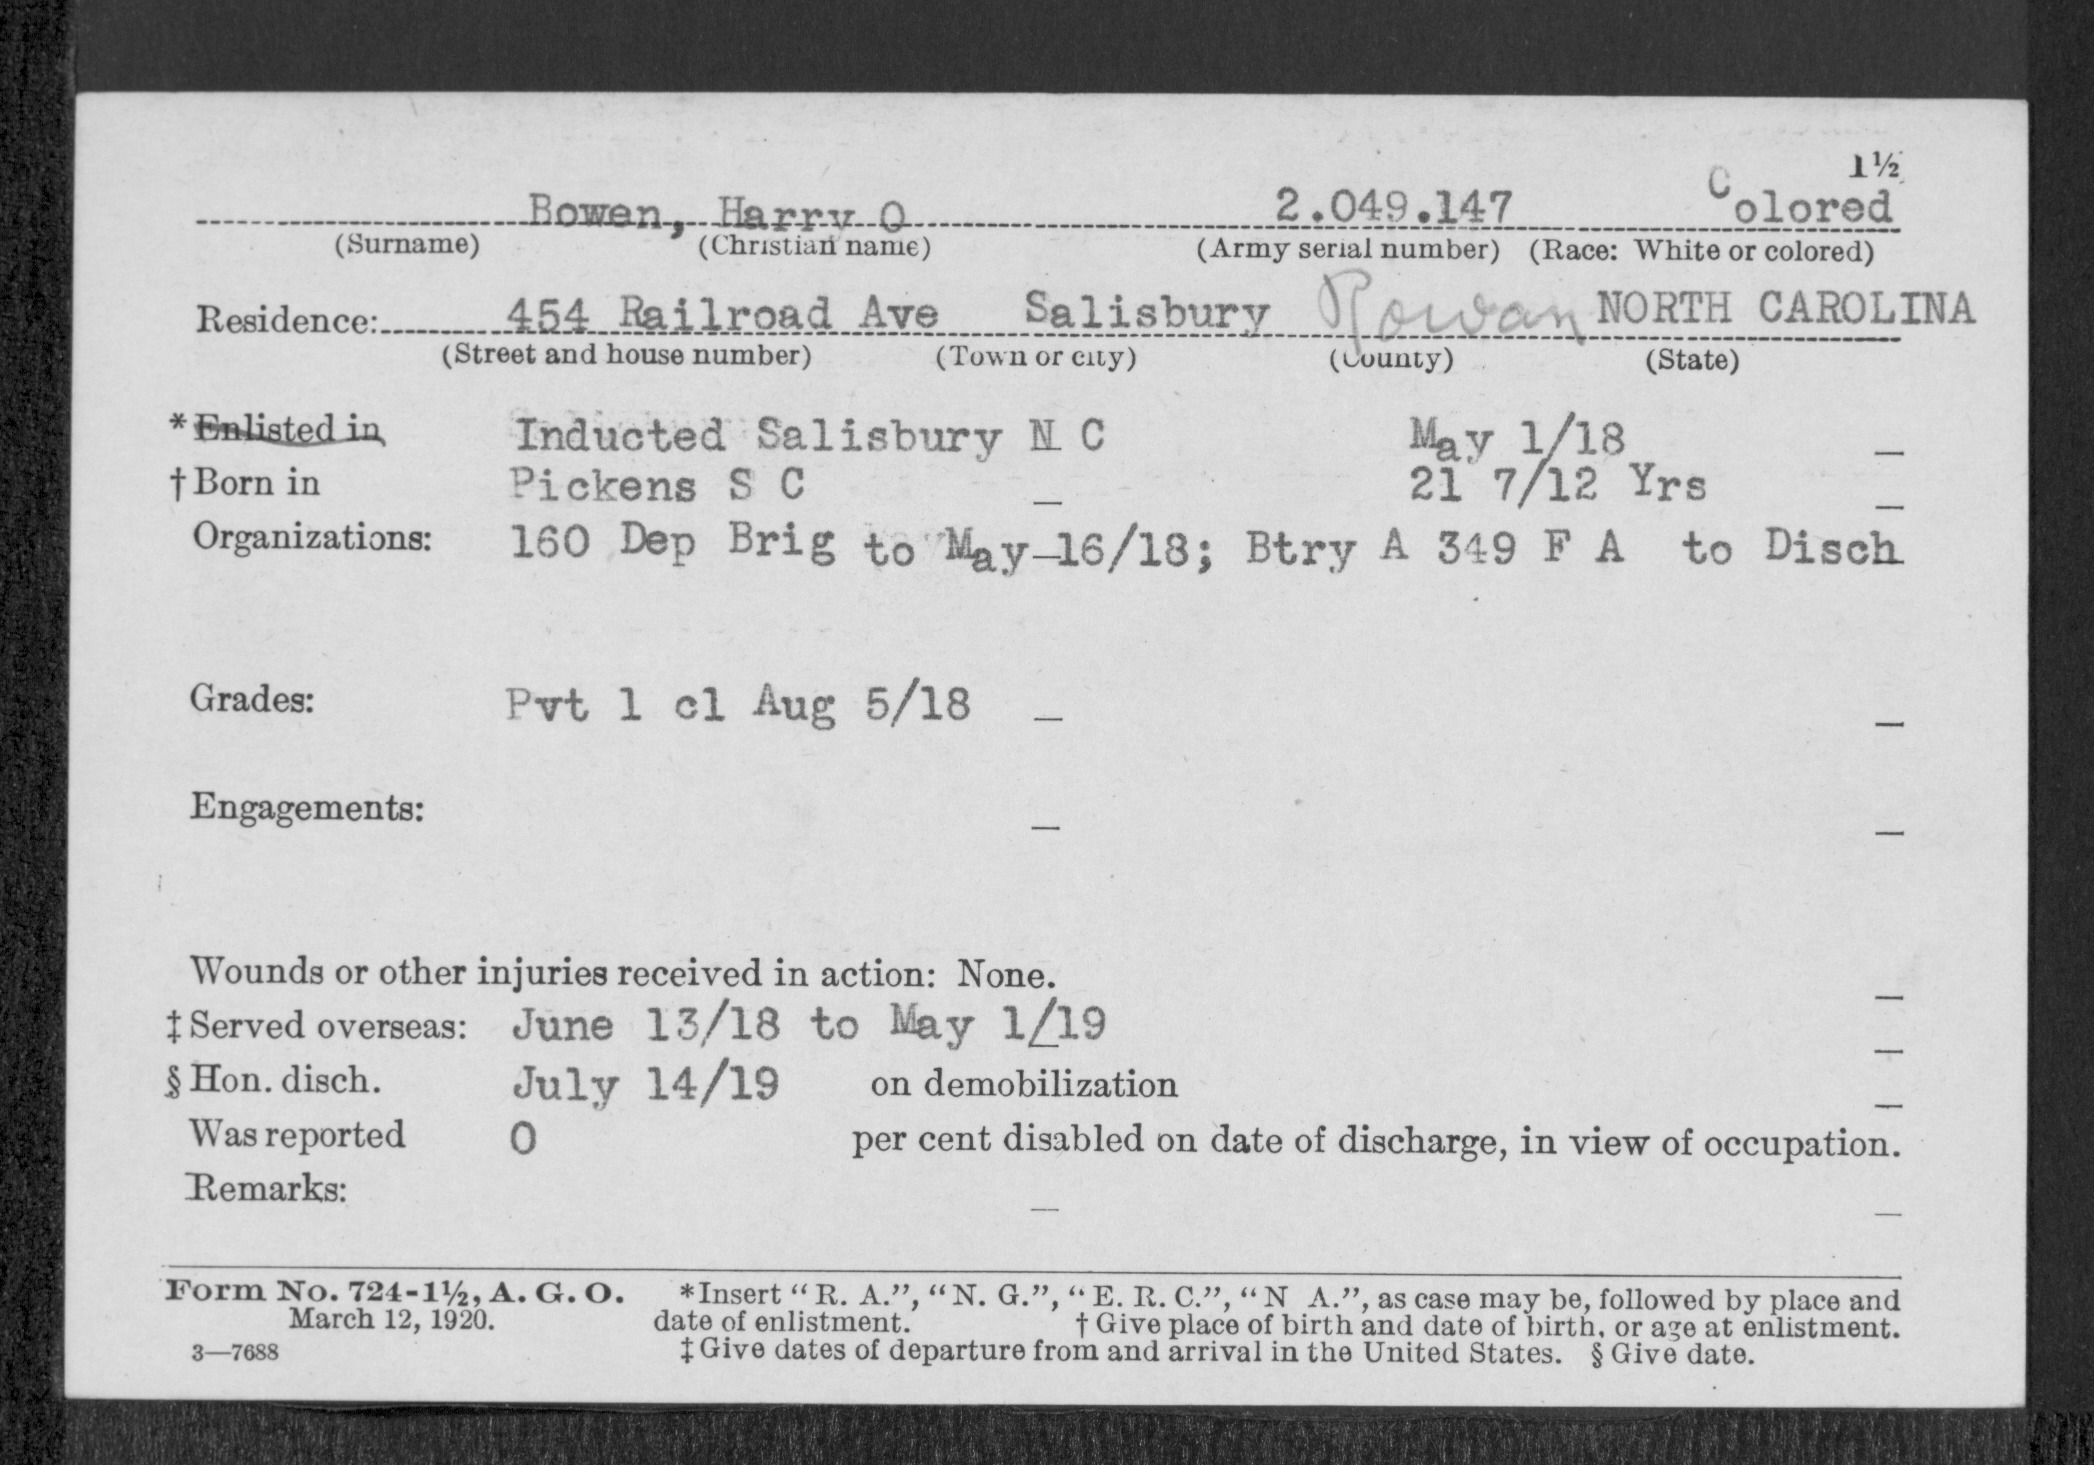 1½
Bowen, Harry O 2.049.147 Colored
(Surname) (Christian name) (Army serial number) (Race: White or colored)
Residence: 454 Railroad Ave Salisbury Rowan NORTH CAROLINA
(Street and house number) (Town or city) (County) (State)
* Enlisted in Inducted Salisbury N C May 1/18
† Born in Pickens S C 21 7/12 Yrs
Organizations: 160 Dep Brig to May 16/18; Btry A 349 F A to Disch
Grades: Pvt 1 cl Aug 5/18
Engagements:
Wounds or other injuries received in action: None.
‡ Served overseas: June 13/18 to May 1/19
§ Hon. disch. July 14/19 on demobilization
Was reported 0 per cent disabled on date of discharge, in view of occupation.
Remarks:
Form No. 724-1½, A. G. O. *Insert "R. A.", "N. G.", "E. R. C.", "N A.", as case may be, followed by place and
March 12, 1920. date of enlistment. † Give place of birth and date of birth, or age at enlistment.
3—7688 ‡ Give dates of departure from and arrival in the United States. § Give date.